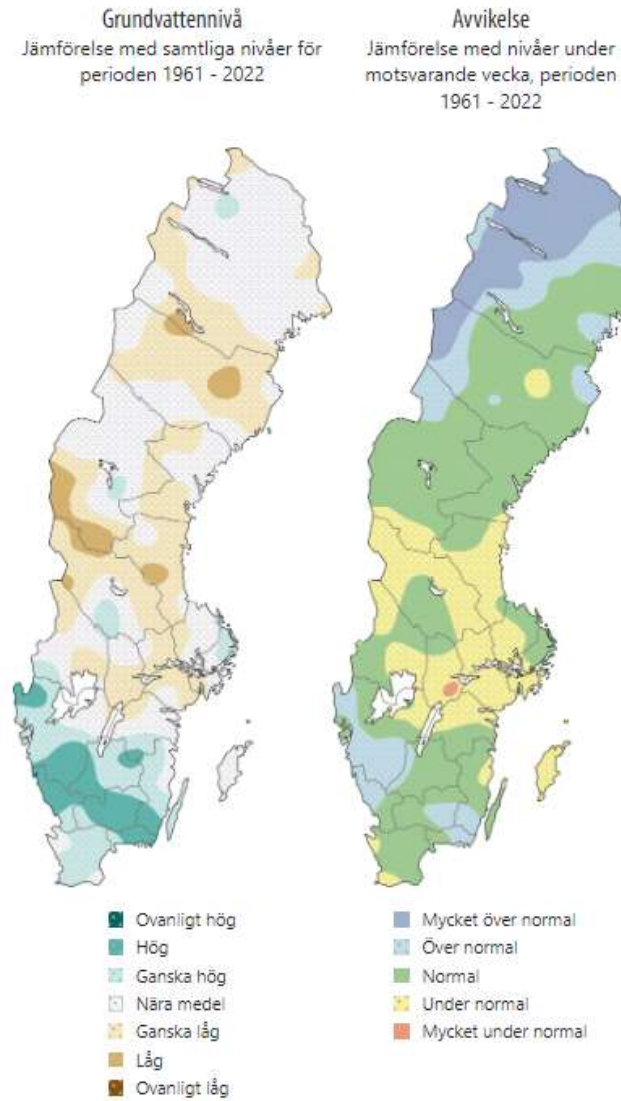 Grundvattennivå
Jämförelse med samtliga nivåer för
perioden 1961 - 2022
Avvikelse
Jämförelse med nivåer under
motsvarande vecka, perioden
1961 - 2022
Ovanligt hög
Hög
Ganska hög
Nära medel
Ganska låg
Låg
Ovanligt låg
Mycket över normal
Över normal
Normal
Under normal
Mycket under normal